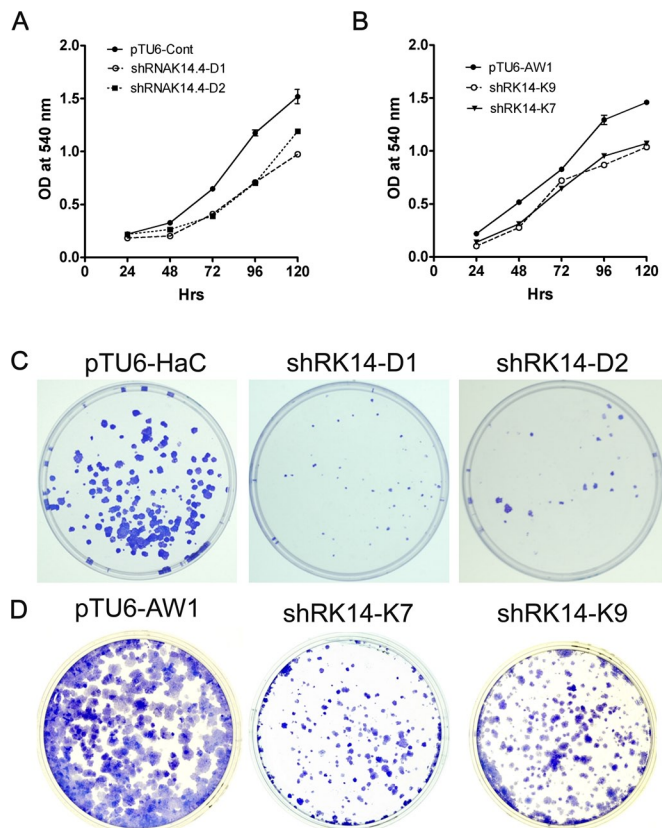 A
B
pTU6-Cont
shRNAK14.4-D1
shRNAK14.4-D2
OD at 540 nm
2.0
1.5
1.0
0.5
0.0
0 24 48 72 96 120
Hrs
pTU6-AW1
shRK14-K9
shRK14-K7
OD at 540 nm
2.0
1.5
1.0
0.5
0.0
0 24 48 72 96 120
Hrs
C
pTU6-HaC shRK14-D1 shRK14-D2
D
pTU6-AW1 shRK14-K7 shRK14-K9